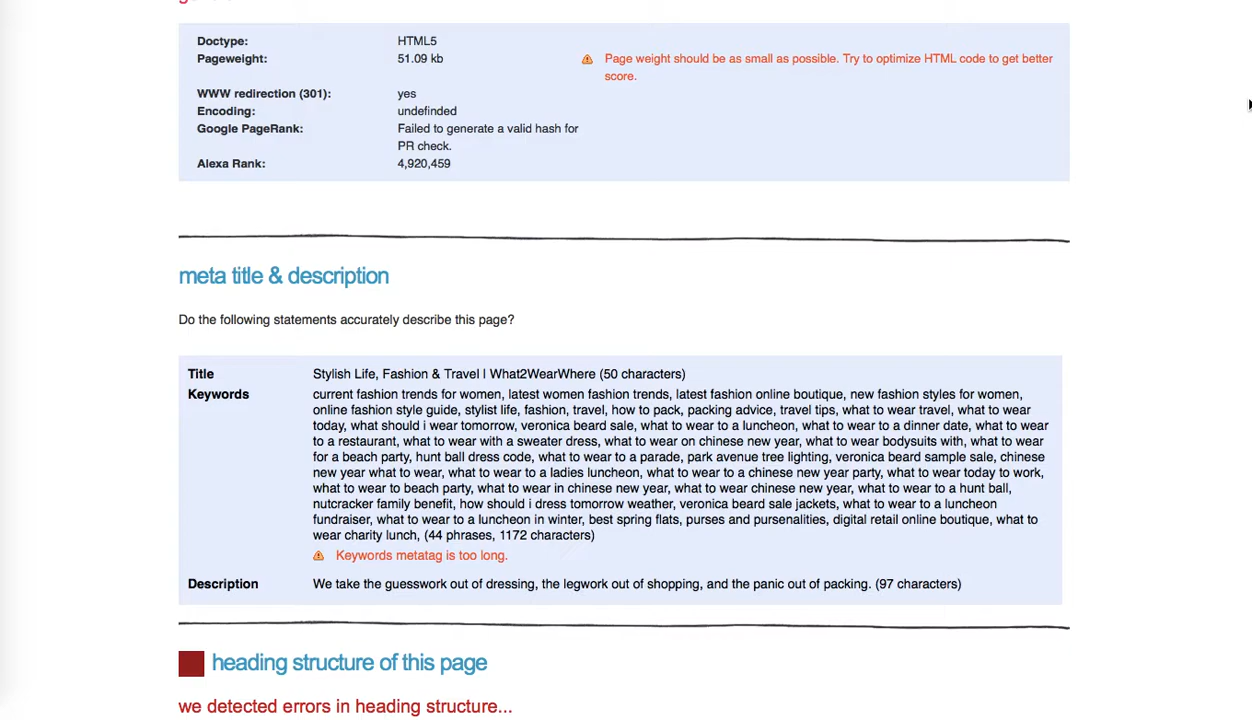 Doctype: HTML5
Pageweight: 51.09 kb Page weight should be as small as possible. Try to optimize HTML code to get better
score.
WWW redirection (301): yes
Encoding: undefinded
Google PageRank: Failed to generate a valid hash for
PR check.
Alexa Rank: 4,920,459
meta title & description
Do the following statements accurately describe this page?
Title Stylish Life, Fashion & Travel | What2WearWhere (50 characters)
Keywords current fashion trends for women, latest women fashion trends, latest fashion online boutique, new fashion styles for women,
online fashion style guide, stylist life, fashion, travel, how to pack, packing advice, travel tips, what to wear travel, what to wear
today, what should i wear tomorrow, veronica beard sale, what to wear to a luncheon, what to wear to a dinner date, what to wear
to a restaurant, what to wear with a sweater dress, what to wear on chinese new year, what to wear bodysuits with, what to wear
for a beach party, hunt ball dress code, what to wear to a parade, park avenue tree lighting, veronica beard sample sale, chinese
new year what to wear, what to wear to a ladies luncheon, what to wear to a chinese new year party, what to wear today to work,
what to wear to beach party, what to wear in chinese new year, what to wear chinese new year, what to wear to a hunt ball,
nutcracker family benefit, how should i dress tomorrow weather, veronica beard sale jackets, what to wear to a luncheon
fundraiser, what to wear to a luncheon in winter, best spring flats, purses and pursenalities, digital retail online boutique, what to
wear charity lunch, (44 phrases, 1172 characters)
Keywords metatag is too long.
Description We take the guesswork out of dressing, the legwork out of shopping, and the panic out of packing. (97 characters)
heading structure of this page
we detected errors in heading structure...